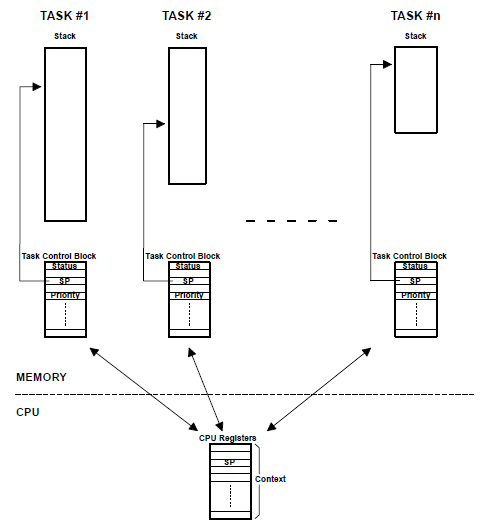 TASK #1 TASK #2 TASK #n
Stack Stack Stack
Task Control Block Task Control Block Task Control Block
Status Status Status
SP SP SP
Priority Priority Priority
MEMORY
CPU
CPU Registers
SP
Context